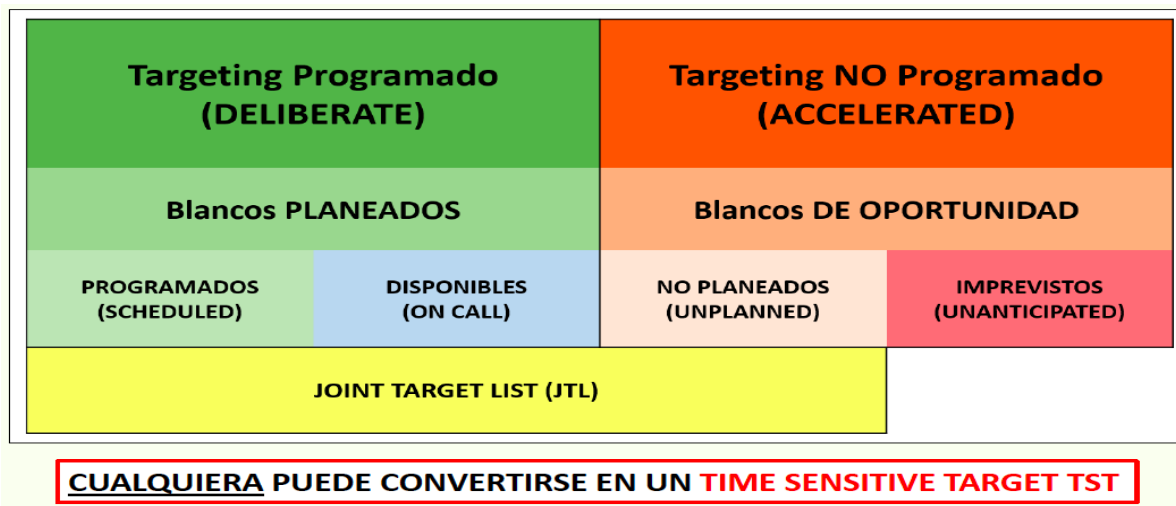 Targeting Programado
(DELIBERATE)
Targeting NO Programado
(ACCELERATED)
Blancos PLANEADOS
Blancos DE OPORTUNIDAD
PROGRAMADOS
(SCHEDULED)
DISPONIBLES
(ON CALL)
NO PLANEADOS
(UNPLANNED)
IMPREVISTOS
(UNANTICIPATED)
JOINT TARGET LIST (JTL)
CUALQUIERA PUEDE CONVERTIRSE EN UN TIME SENSITIVE TARGET TST